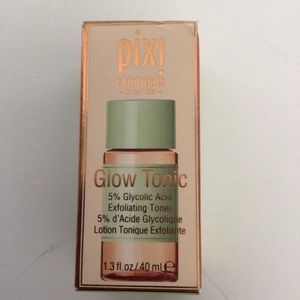 pixi
skintreats
Glow Tonic
5% Glycolic Acid
Exfoliating Toner
5% d'Acide Glycolique
Lotion Tonique Exfoliante
1.3 fl.oz/40 ml ℮